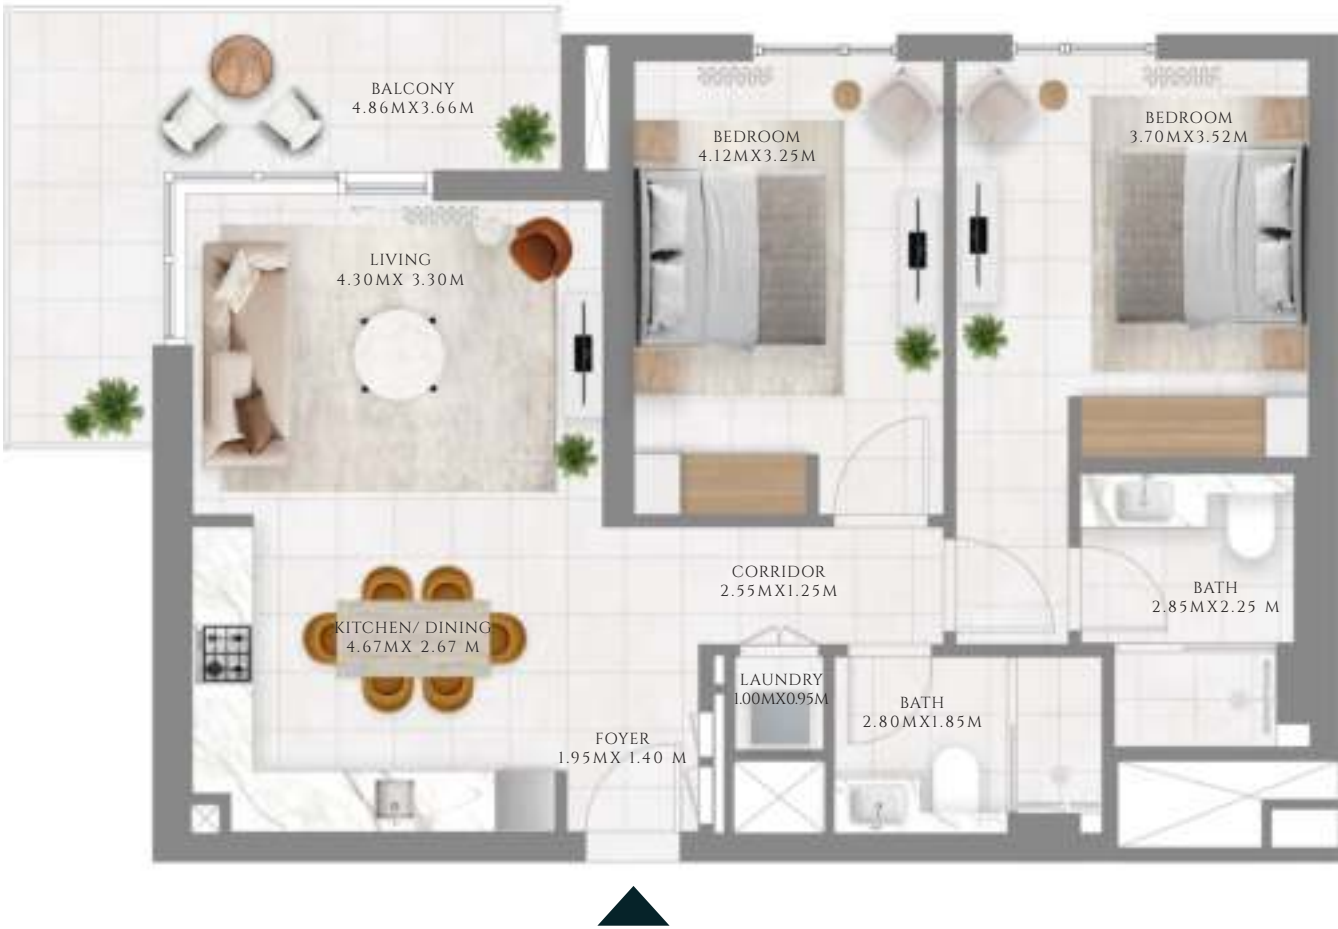 BALCONY
4.86MX3.66M
BEDROOM
4.12MX3.25M
BEDROOM
3.70MX3.52M
LIVING
4.30MX 3.30M
CORRIDOR
2.55MX1.25M
BATH
2.85MX2.25 M
KITCHEN/ DINING
4.67MX 2.67 M
LAUNDRY
1.00MX0.95M
BATH
2.80MX1.85M
FOYER
1.95MX 1.40 M